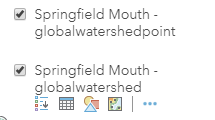 Springfield Mouth -
globalwatershedpoint
Springfield Mouth -
globalwatershed